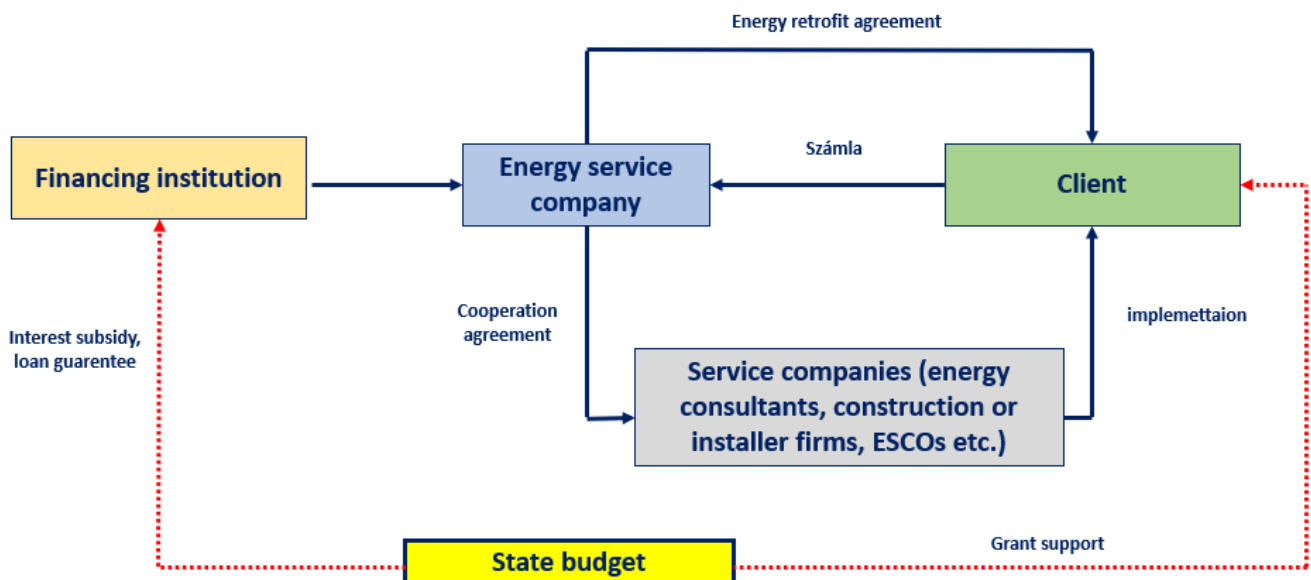 Energy retrofit agreement
Financing institution
Energy service
company
Számla
Client
Interest subsidy,
loan guarentee
Cooperation
agreement
implemettaion
Service companies (energy
consultants, construction or
installer firms, ESCOs etc.)
State budget
Grant support